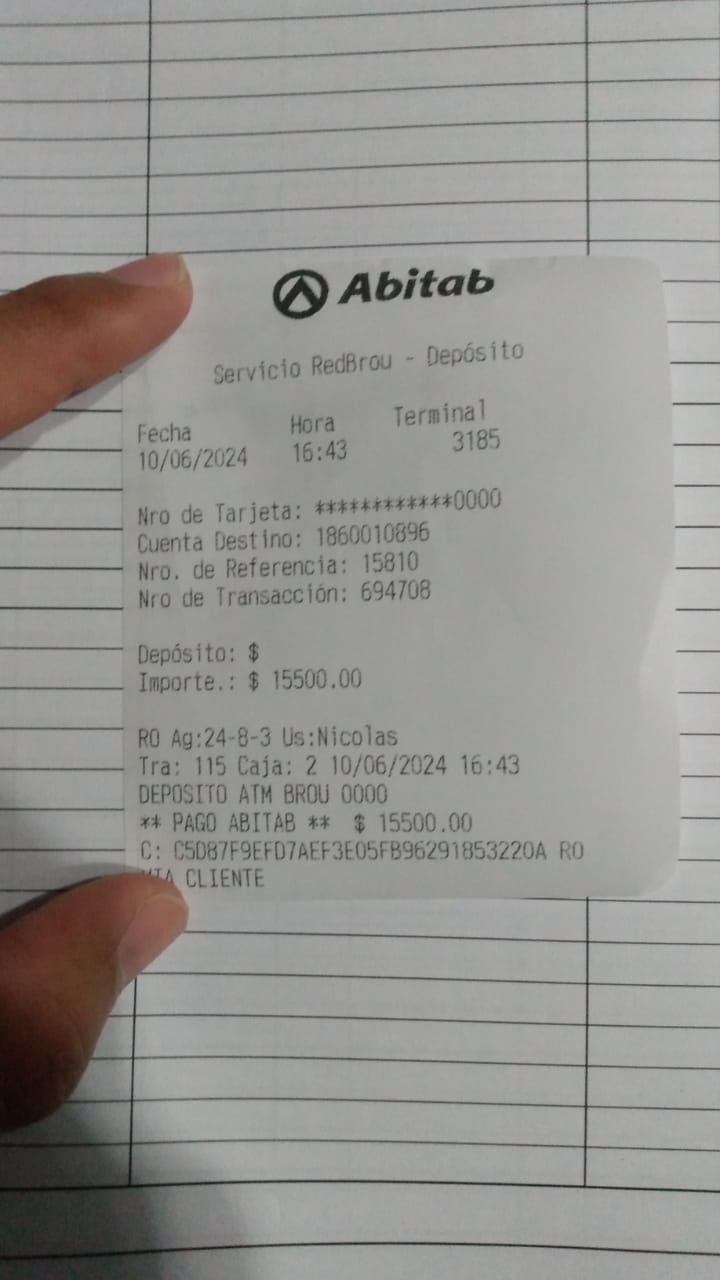 Abitab
Servicio RedBrou - Depósito
Fecha Hora Terminal
10/06/2024 16:43 3185
Nro de Tarjeta: ************0000
Cuenta Destino: 1860010896
Nro. de Referencia: 15810
Nro de Transacción: 694708
Depósito: $
Importe.: $ 15500.00
RO Ag:24-8-3 Us:Nicolas
Tra: 115 Caja: 2 10/06/2024 16:43
DEPOSITO ATM BROU 0000
** PAGO ABITAB ** $ 15500.00
C: C5D87F9EFD7AEF3E05FB96291853220A RO
CLIENTE